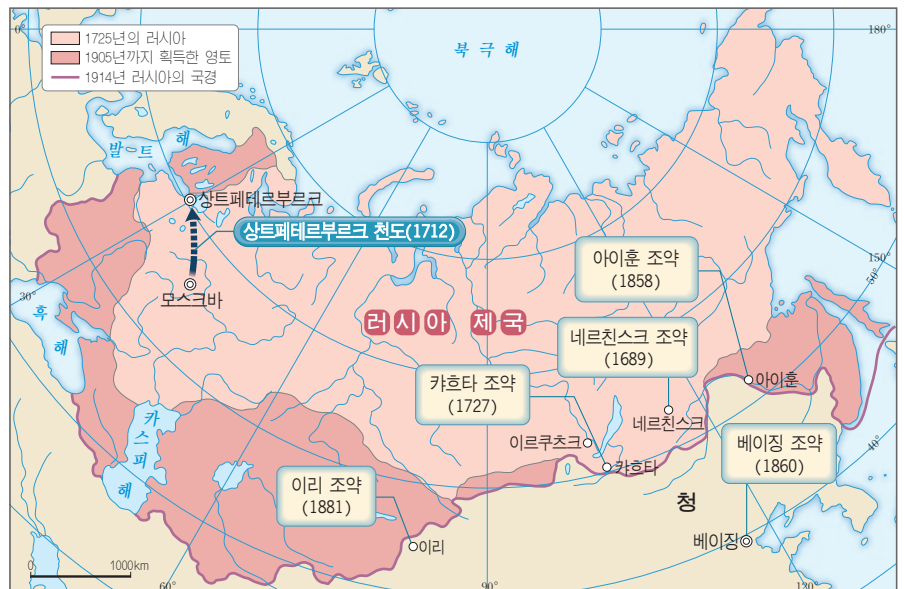 1725년의 러시아
1905년까지 획득한 영토
1914년 러시아의 국경
0°
180°
북극해
발트해
상트페테르부르크
상트페테르부르크 천도(1712)
모스크바
30°
흑해
카스피해
러시아 제국
아이훈 조약
(1858)
150°
50°
네르친스크 조약
(1689)
캬흐타 조약
(1727)
아이훈
네르친스크
이르쿠츠크
캬흐타
베이징 조약
(1860)
40°
이리 조약
(1881)
청
이리
베이징
0 1000km
60°
90°
120°